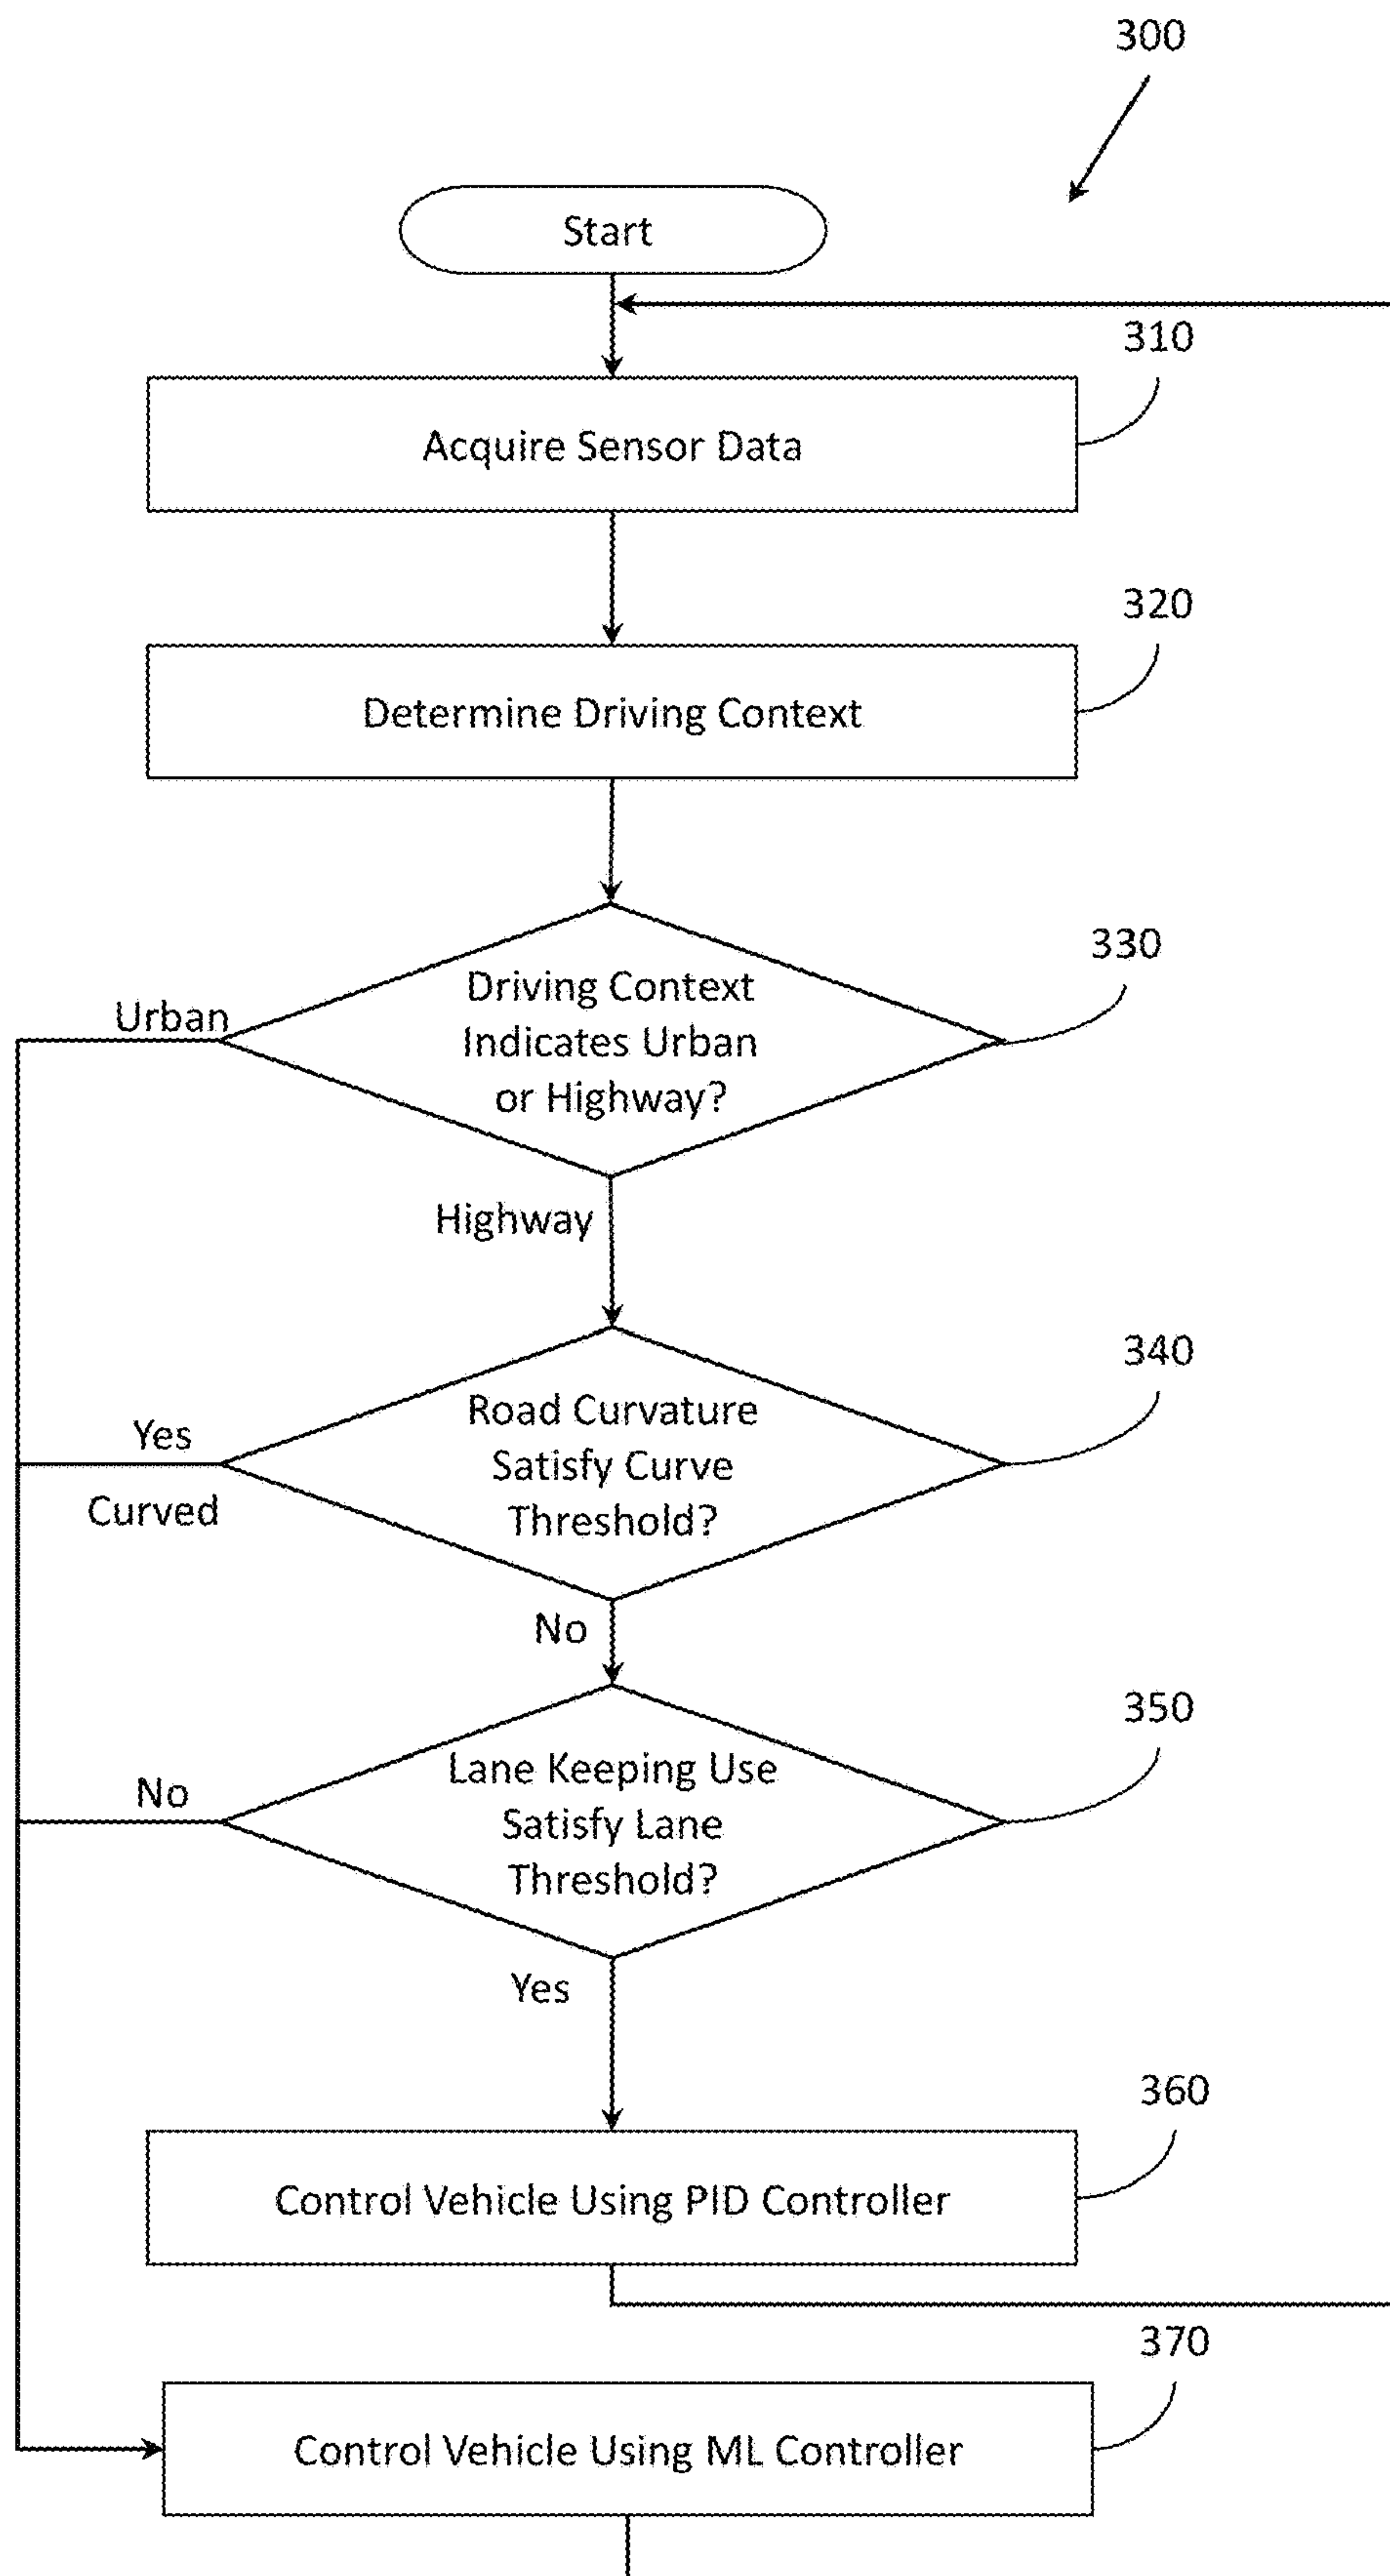 300
Start
310
Acquire Sensor Data
320
Determine Driving Context
330
Driving Context
Indicates Urban
or Highway?
Urban
Highway
340
Road Curvature
Satisfy Curve
Threshold?
Yes
Curved
No
350
Lane Keeping Use
Satisfy Lane
Threshold?
No
Yes
360
Control Vehicle Using PID Controller
370
Control Vehicle Using ML Controller